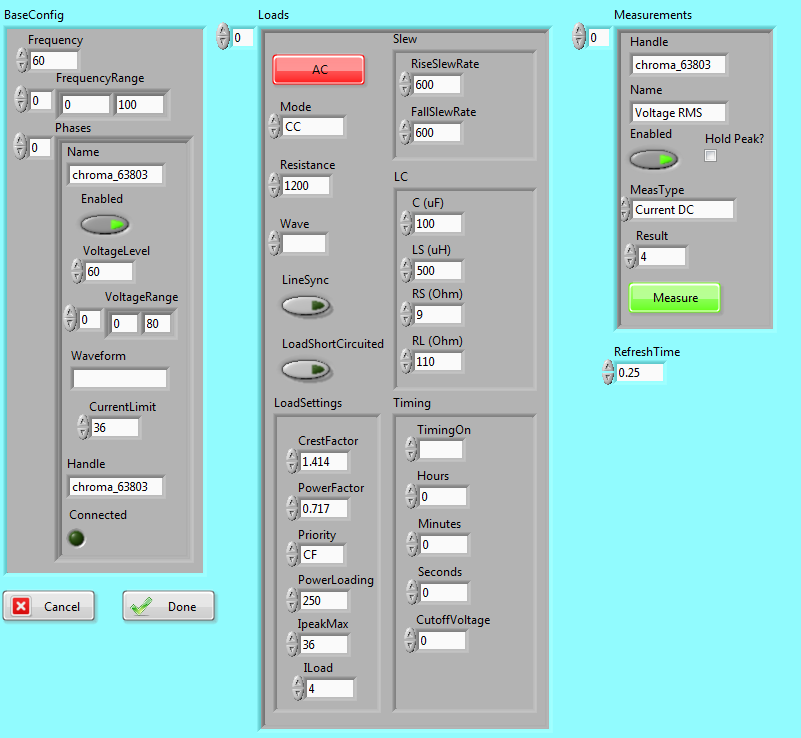 BaseConfig
Frequency
60
FrequencyRange
0
0
100
Phases
0
Name
chroma_63803
Enabled
VoltageLevel
60
VoltageRange
0
0
80
Waveform
CurrentLimit
36
Handle
chroma_63803
Connected
Cancel
Done
Loads
0
AC
Mode
CC
Resistance
1200
Wave
LineSync
LoadShortCircuited
LoadSettings
CrestFactor
1.414
PowerFactor
0.717
Priority
CF
PowerLoading
250
IpeakMax
36
ILoad
4
Slew
RiseSlewRate
600
FallSlewRate
600
LC
C (uF)
100
LS (uH)
500
RS (Ohm)
9
RL (Ohm)
110
Timing
TimingOn
Hours
0
Minutes
0
Seconds
0
CutoffVoltage
0
Measurements
0
Handle
chroma_63803
Name
Voltage RMS
Enabled
Hold Peak?
MeasType
Current DC
Result
4
Measure
RefreshTime
0.25